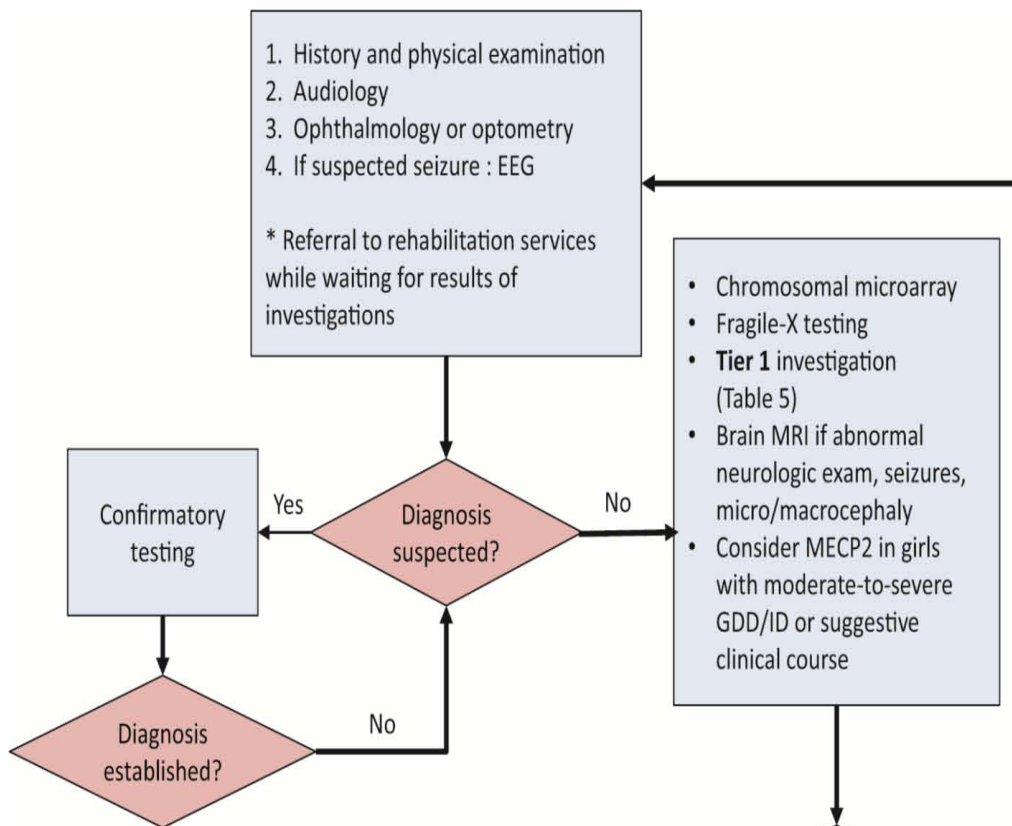 1. History and physical examination
2. Audiology
3. Ophthalmology or optometry
4. If suspected seizure : EEG
* Referral to rehabilitation services
while waiting for results of
investigations
• Chromosomal microarray
• Fragile-X testing
• Tier 1 investigation
(Table 5)
• Brain MRI if abnormal
neurologic exam, seizures,
micro/macrocephaly
• Consider MECP2 in girls
with moderate-to-severe
GDD/ID or suggestive
clinical course
Diagnosis
suspected?
Yes
No
Confirmatory
testing
Diagnosis
established?
No